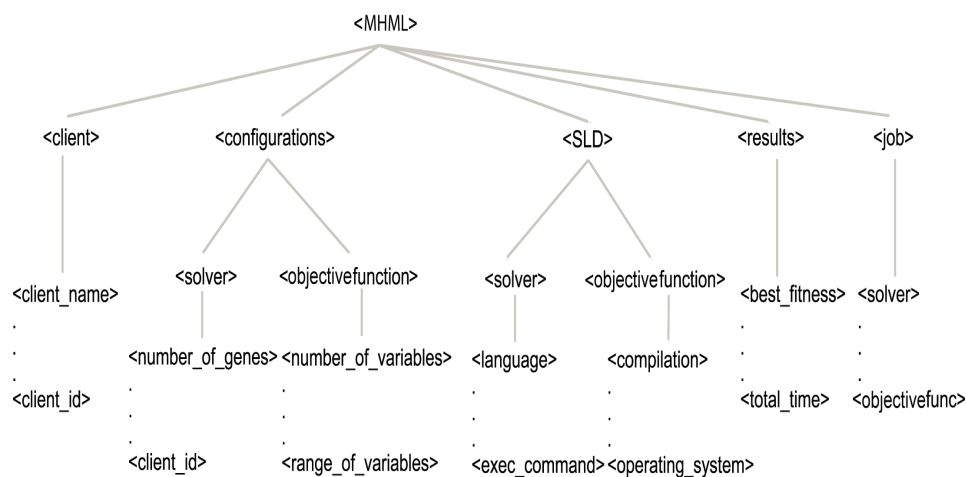 <MHML>
<client> <configurations> <SLD> <results> <job>
<solver> <objectivefunction> <solver> <objectivefunction>
<client_name> <best_fitness> <solver>
.
.
.
<number_of_genes> <number_of_variables> <language> <compilation>
.
.
.
<client_id> <total_time> <objectivefunc>
<client_id> <range_of_variables> <exec_command> <operating_system>